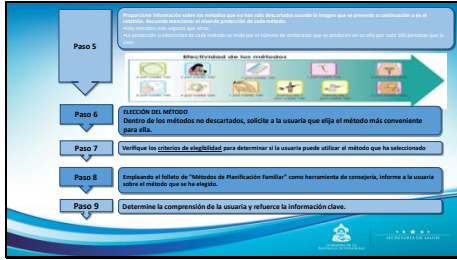 Paso 5
Proporcione información sobre los métodos que no han sido descartados usando la imagen que se presenta a continuación o en el
rotafolio. Recuerde mencionar el nivel de protección de cada método:
•Hay métodos más seguros que otros.
•La protección o efectividad de cada método se mide por el número de embarazos que se producen en un año por cada 100 personas que lo
usan.
Efectividad de los métodos
Paso 6
ELECCIÓN DEL MÉTODO
Dentro de los métodos no descartados, solicite a la usuaria que elija el método más conveniente
para ella.
Paso 7
Verifique los criterios de elegibilidad para determinar si la usuaria puede utilizar el método que ha seleccionado
Paso 8
Empleando el folleto de "Métodos de Planificación Familiar" como herramienta de consejería, informe a la usuaria
sobre el método que se ha elegido.
Paso 9
Determine la comprensión de la usuaria y refuerce la información clave.
GOBIERNO DE LA
REPÚBLICA DE HONDURAS
SECRETARÍA DE SALUD